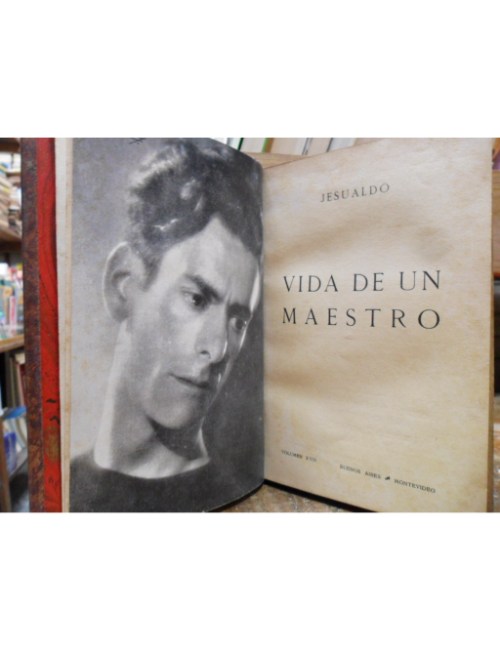 JESUALDO
VIDA DE UN
MAESTRO
BUENOS AIRES MONTEVIDEO